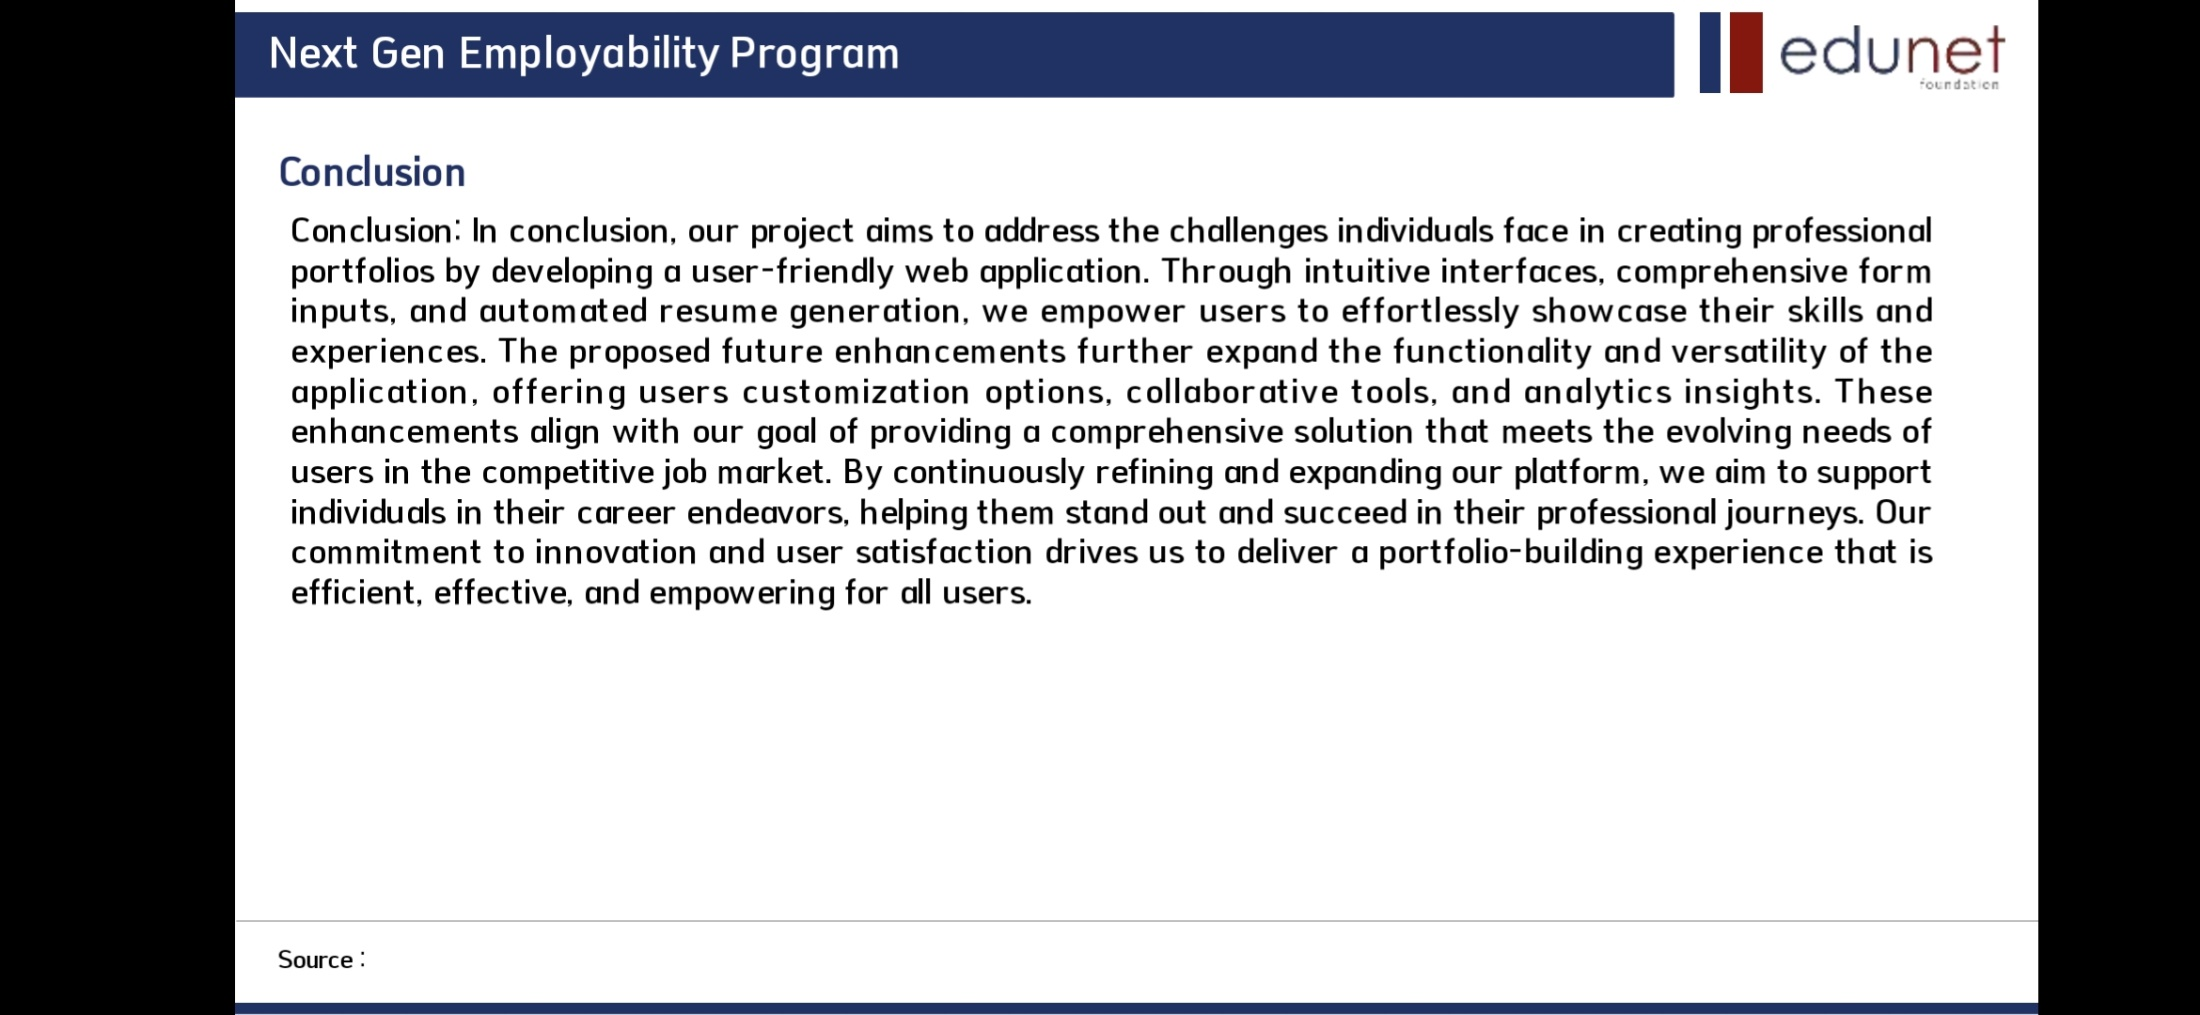 Next Gen Employability Program
edunet
foundation
Conclusion
Conclusion: In conclusion, our project aims to address the challenges individuals face in creating professional
portfolios by developing a user-friendly web application. Through intuitive interfaces, comprehensive form
inputs, and automated resume generation, we empower users to effortlessly showcase their skills and
experiences. The proposed future enhancements further expand the functionality and versatility of the
application, offering users customization options, collaborative tools, and analytics insights. These
enhancements align with our goal of providing a comprehensive solution that meets the evolving needs of
users in the competitive job market. By continuously refining and expanding our platform, we aim to support
individuals in their career endeavors, helping them stand out and succeed in their professional journeys. Our
commitment to innovation and user satisfaction drives us to deliver a portfolio-building experience that is
efficient, effective, and empowering for all users.
Source :